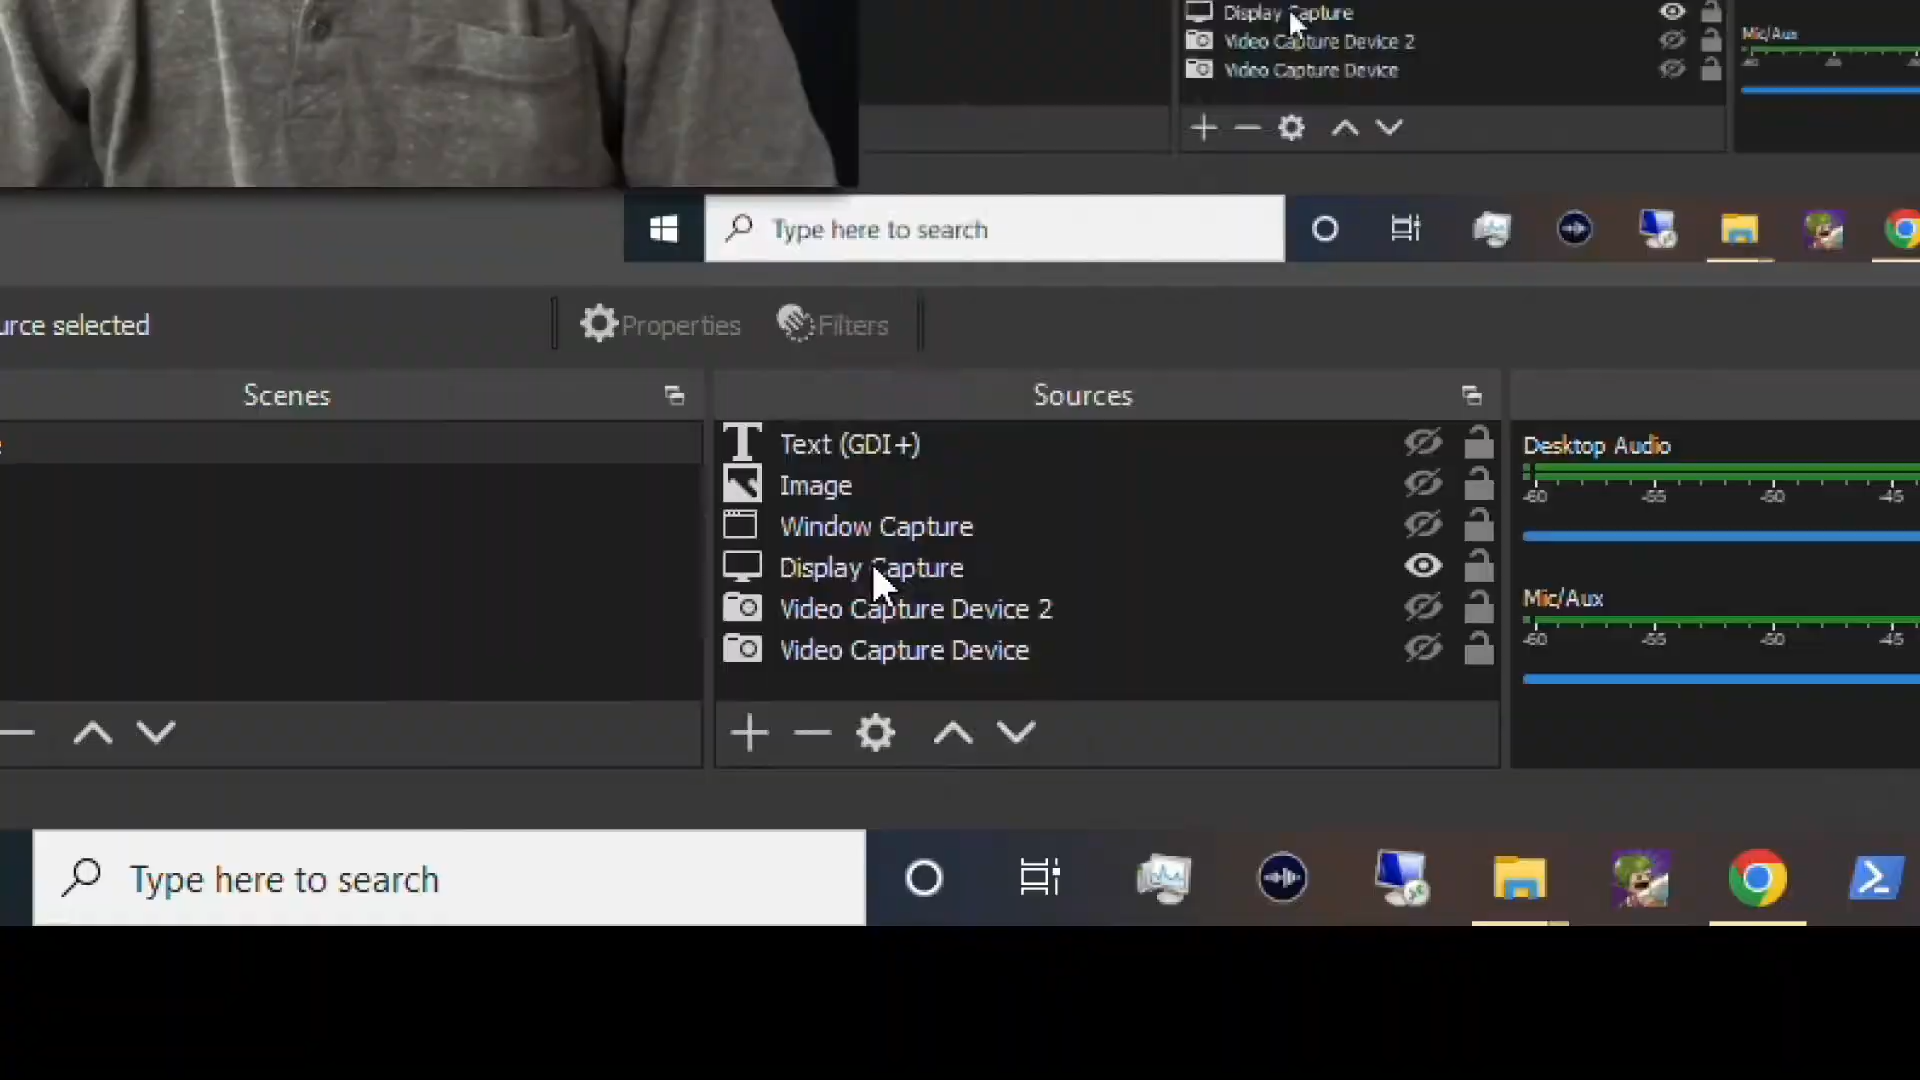 Display Capture
Video Capture Device 2
Video Capture Device
Mic/Aux
Type here to search
urce selected
Properties
Filters
Scenes
Sources
Text (GDI+)
Image
Window Capture
Display Capture
Video Capture Device 2
Video Capture Device
Desktop Audio
-60 -55 -50 -45
Mic/Aux
-60 -55 -50 -45
Type here to search